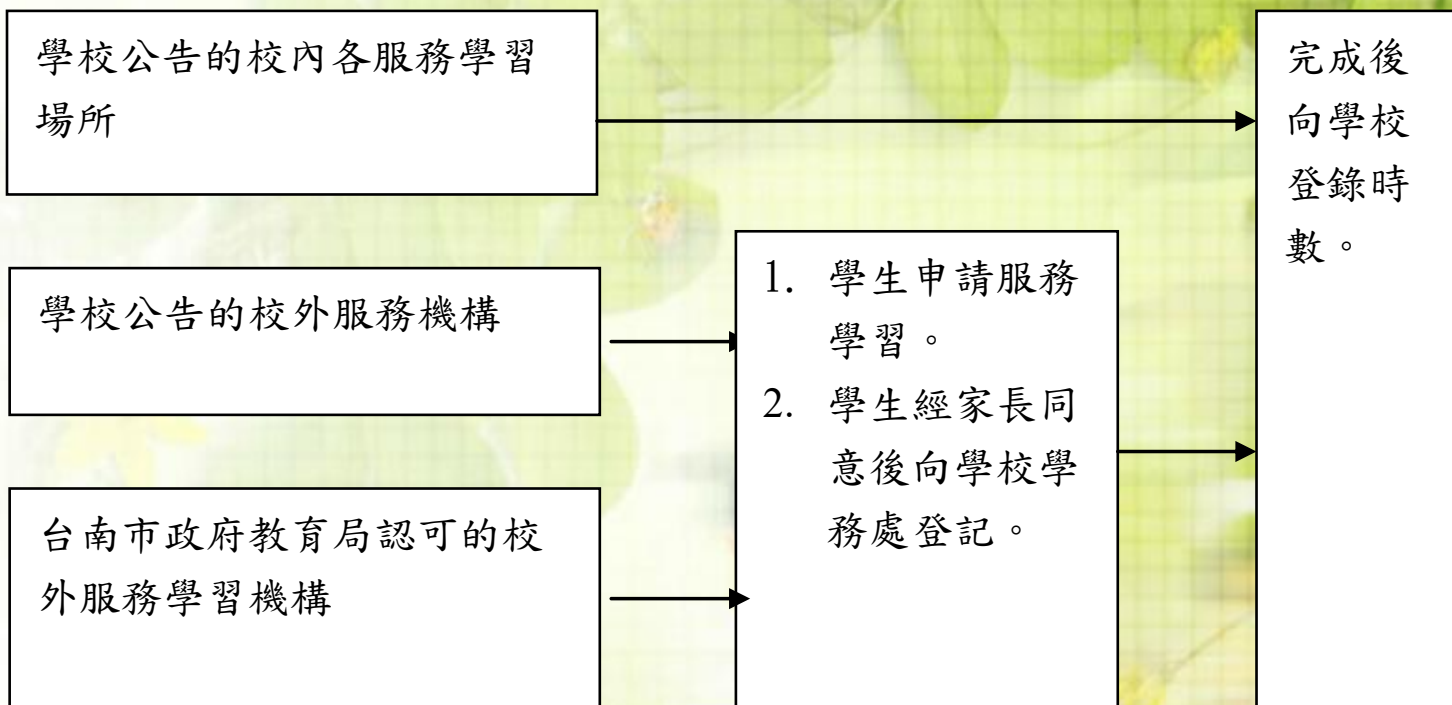 學校公告的校內各服務學習
場所
學校公告的校外服務機構
台南市政府教育局認可的校
外服務學習機構
1. 學生申請服務
學習。
2. 學生經家長同
意後向學校學
務處登記。
完成後
向學校
登錄時
數。